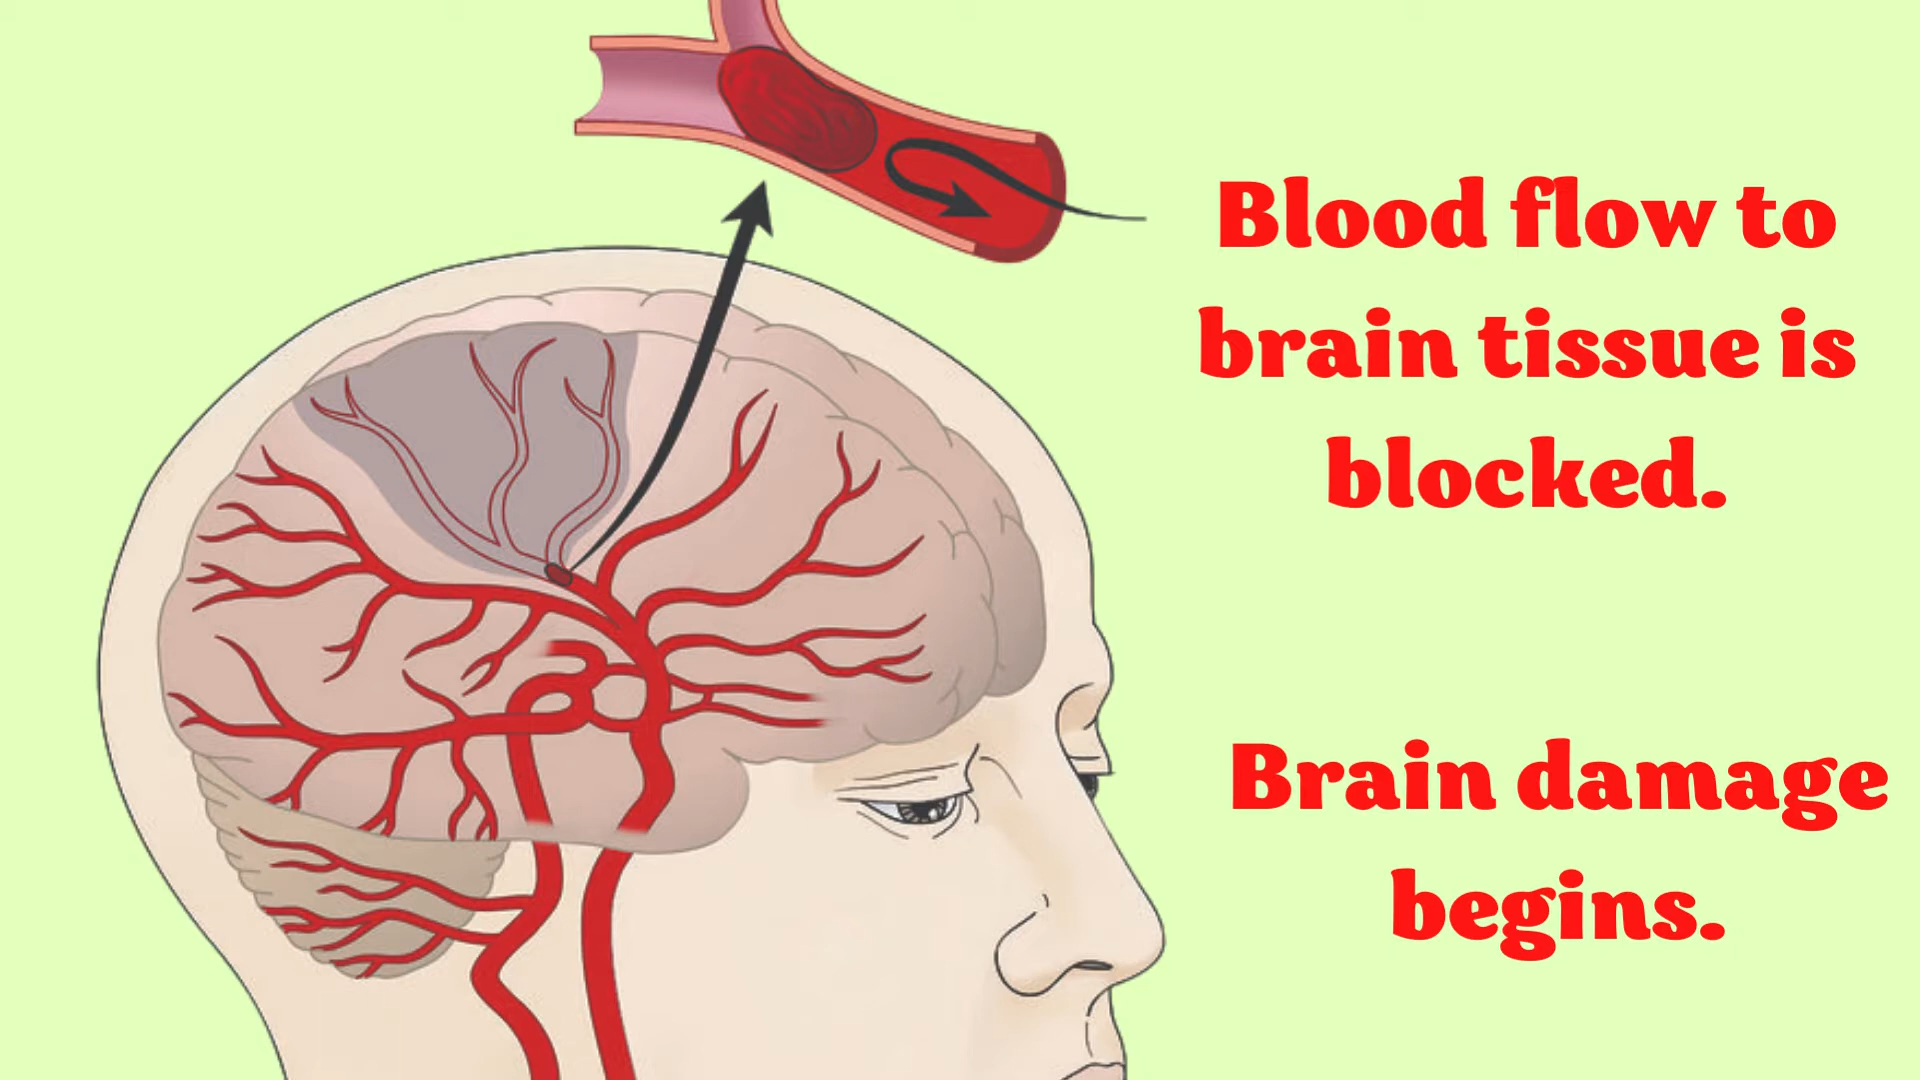 Blood flow to
brain tissue is
blocked.
Brain damage
begins.